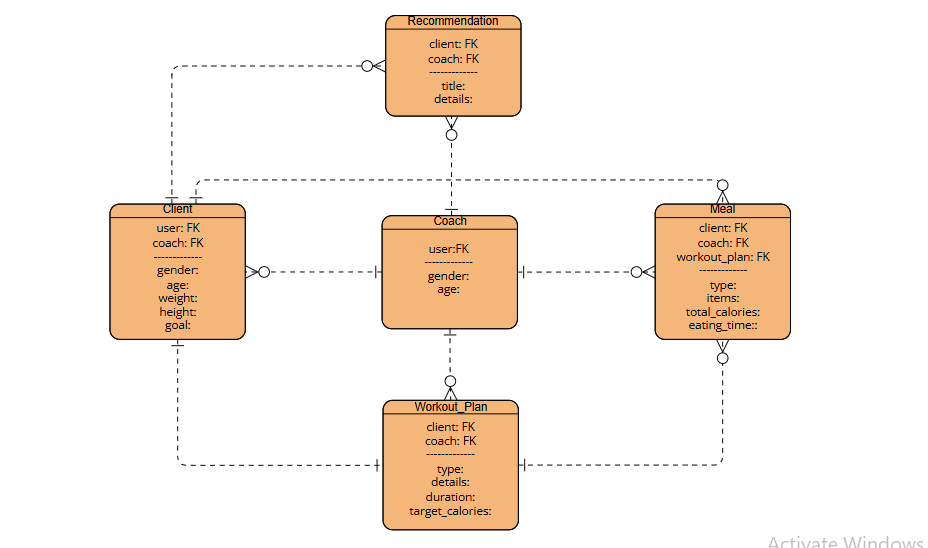 Recommendation
client: FK
coach: FK
-------------
title:
details:
Client
user: FK
coach: FK
-------------
gender:
age:
weight:
height:
goal:
Coach
user:FK
-------------
gender:
age:
Meal
client: FK
coach: FK
workout_plan: FK
-------------
type:
items:
total_calories:
eating_time::
Workout_Plan
client: FK
coach: FK
-------------
type:
details:
duration:
target_calories:
Activate Windows